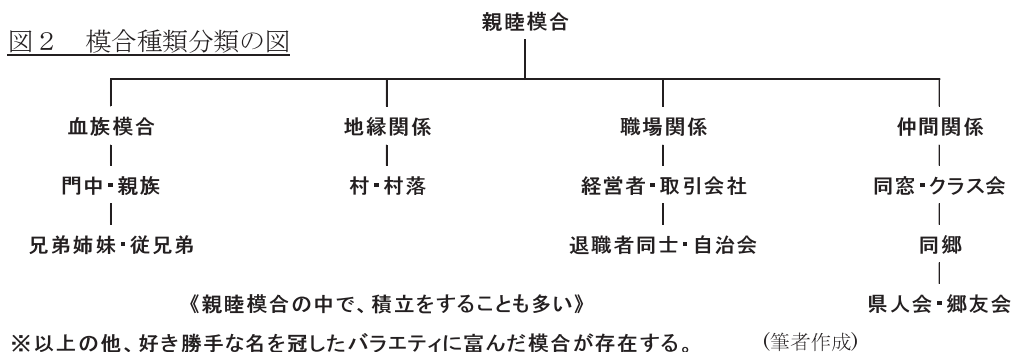 親睦模合
図２　模合種類分類の図
血族模合　地縁関係　職場関係　仲間関係
門中・親族　村・村落　経営者・取引会社　同窓・クラス会
兄弟姉妹・従兄弟　退職者同士・自治会　同郷
《親睦模合の中で、積立をすることも多い》　県人会・郷友会
※以上の他、好き勝手な名を冠したバラエティに富んだ模合が存在する。　(筆者作成)